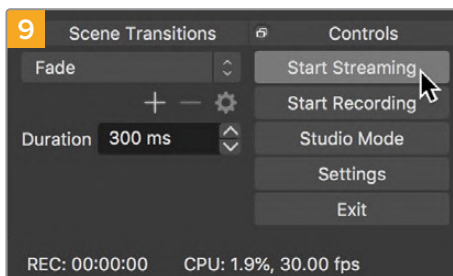 9
Scene Transitions
Controls
Fade
Start Streaming
Start Recording
Duration 300 ms
Studio Mode
Settings
Exit
REC: 00:00:00 CPU: 1.9%, 30.00 fps